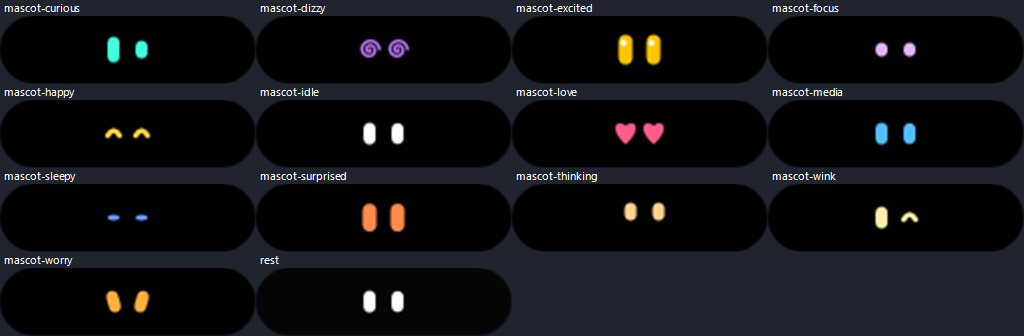 mascot-curious
mascot-dizzy
mascot-excited
mascot-focus
mascot-happy
mascot-idle
mascot-love
mascot-media
mascot-sleepy
mascot-surprised
mascot-thinking
mascot-wink
mascot-worry
rest